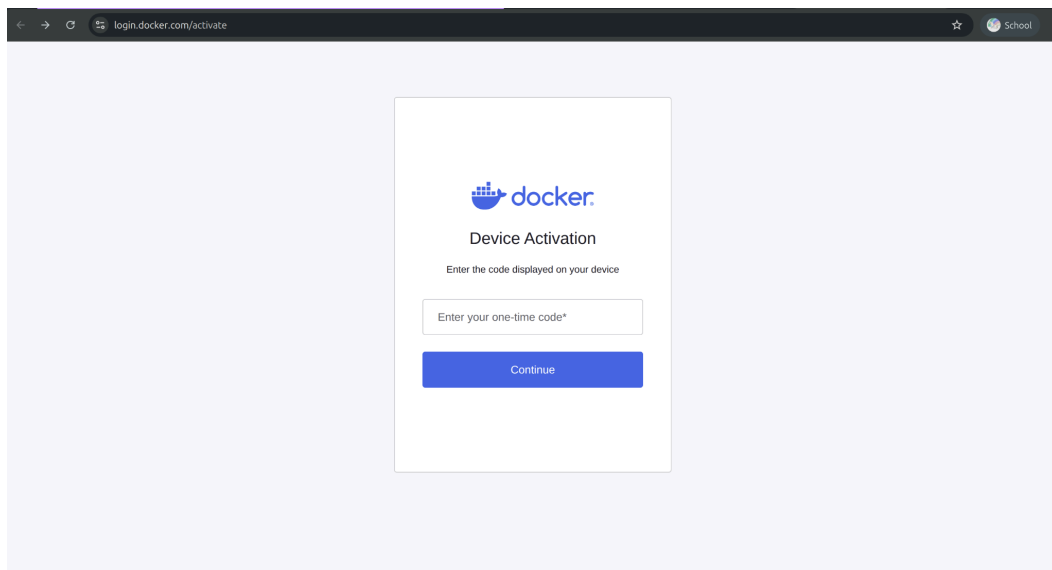 login.docker.com/activate
School
docker
Device Activation
Enter the code displayed on your device
Enter your one-time code*
Continue